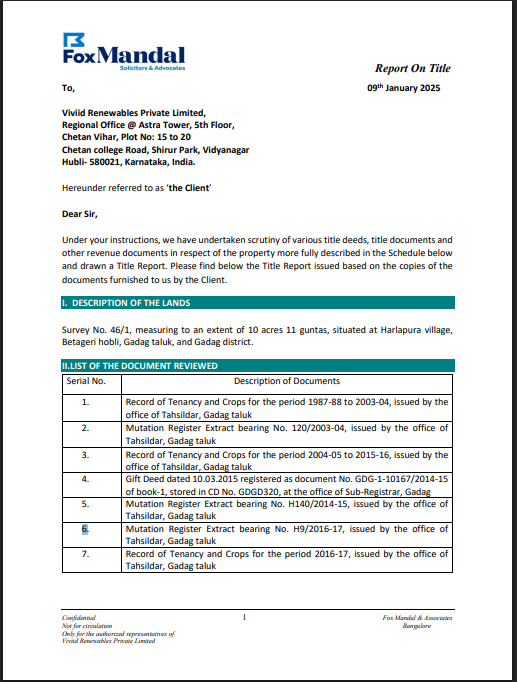 FoxMandal
Solicitors & Advocates
Report On Title
To,
09th January 2025
Viviid Renewables Private Limited,
Regional Office @ Astra Tower, 5th Floor,
Chetan Vihar, Plot No: 15 to 20
Chetan college Road, Shirur Park, Vidyanagar
Hubli- 580021, Karnataka, India.
Hereunder referred to as ‘the Client’
Dear Sir,
Under your instructions, we have undertaken scrutiny of various title deeds, title documents and
other revenue documents in respect of the property more fully described in the Schedule below
and drawn a Title Report. Please find below the Title Report issued based on the copies of the
documents furnished to us by the Client.
I. DESCRIPTION OF THE LANDS
Survey No. 46/1, measuring to an extent of 10 acres 11 guntas, situated at Harlapura village,
Betageri hobli, Gadag taluk, and Gadag district.
II.LIST OF THE DOCUMENT REVIEWED
Serial No. Description of Documents
1. Record of Tenancy and Crops for the period 1987-88 to 2003-04, issued by the
office of Tahsildar, Gadag taluk
2. Mutation Register Extract bearing No. 120/2003-04, issued by the office of
Tahsildar, Gadag taluk
3. Record of Tenancy and Crops for the period 2004-05 to 2015-16, issued by the
office of Tahsildar, Gadag taluk
4. Gift Deed dated 10.03.2015 registered as document No. GDG-1-10167/2014-15
of book-1, stored in CD No. GDGD320, at the office of Sub-Registrar, Gadag
5. Mutation Register Extract bearing No. H140/2014-15, issued by the office of
Tahsildar, Gadag taluk
6. Mutation Register Extract bearing No. H9/2016-17, issued by the office of
Tahsildar, Gadag taluk
7. Record of Tenancy and Crops for the period 2016-17, issued by the office of
Tahsildar, Gadag taluk
Confidential
Not for circulation
Only for the authorized representatives of
Viviid Renewables Private Limited
1
Fox Mandal & Associates
Bangalore